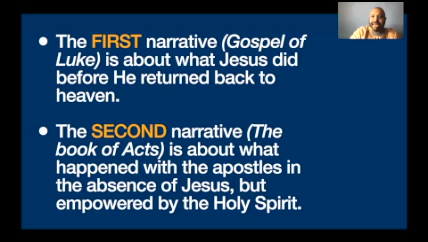 • The FIRST narrative (Gospel of
Luke) is about what Jesus did
before He returned back to
heaven.
• The SECOND narrative (The
book of Acts) is about what
happened with the apostles in
the absence of Jesus, but
empowered by the Holy Spirit.